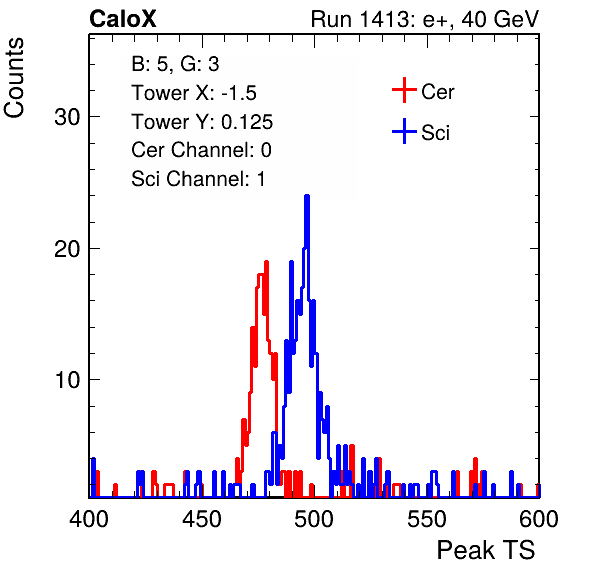 CaloX Run 1413: e+, 40 GeV
Counts
B: 5, G: 3
Tower X: -1.5
Tower Y: 0.125
Cer Channel: 0
Sci Channel: 1
Cer
Sci
30
20
10
400 450 500 550 600
Peak TS